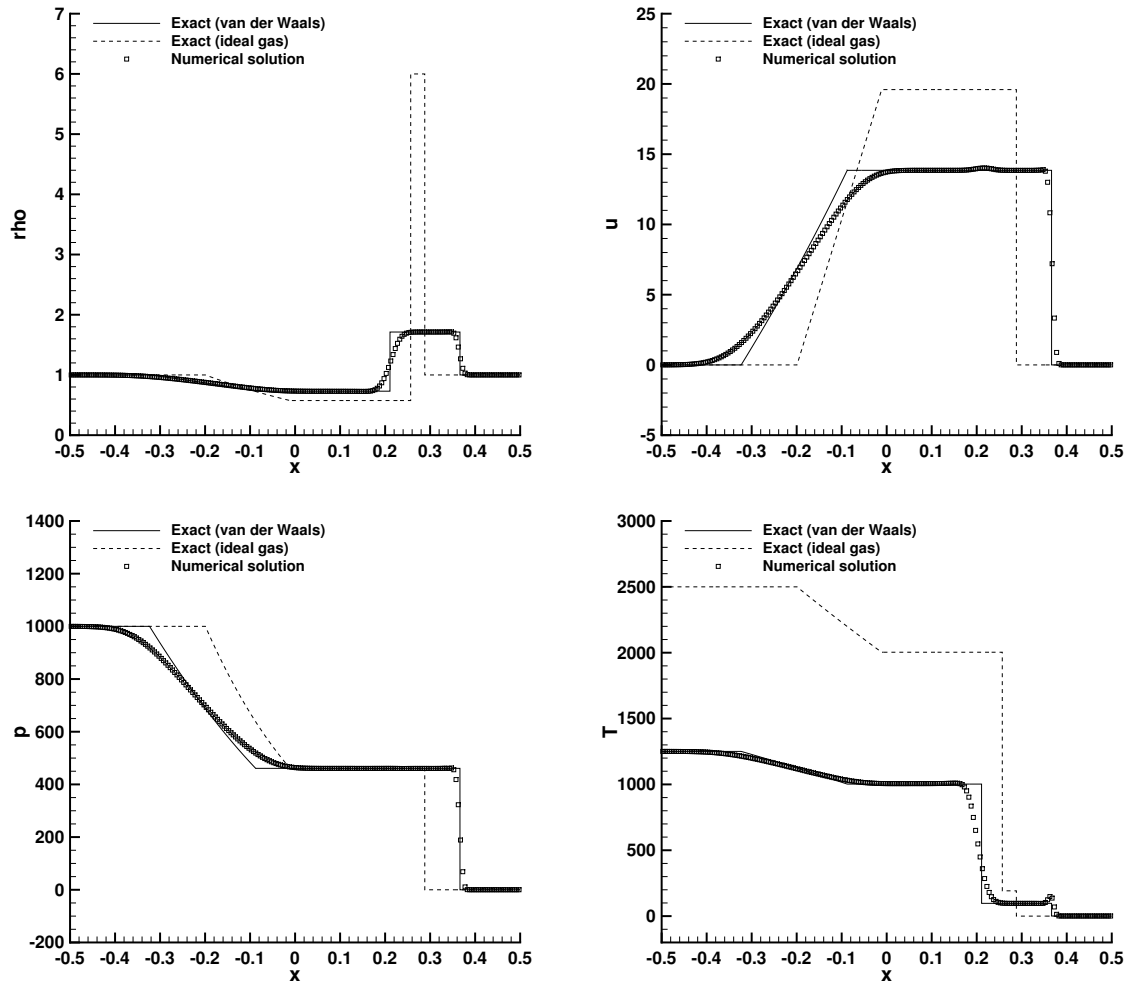 7
6
5
4
3
2
1
0
rho
-0.5 -0.4 -0.3 -0.2 -0.1 0 0.1 0.2 0.3 0.4 0.5
x
Exact (van der Waals)
Exact (ideal gas)
Numerical solution
25
20
15
10
5
0
-5
u
-0.5 -0.4 -0.3 -0.2 -0.1 0 0.1 0.2 0.3 0.4 0.5
x
Exact (van der Waals)
Exact (ideal gas)
Numerical solution
1400
1200
1000
800
600
400
200
0
-200
p
-0.5 -0.4 -0.3 -0.2 -0.1 0 0.1 0.2 0.3 0.4 0.5
x
Exact (van der Waals)
Exact (ideal gas)
Numerical solution
3000
2500
2000
1500
1000
500
0
T
-0.5 -0.4 -0.3 -0.2 -0.1 0 0.1 0.2 0.3 0.4 0.5
x
Exact (van der Waals)
Exact (ideal gas)
Numerical solution